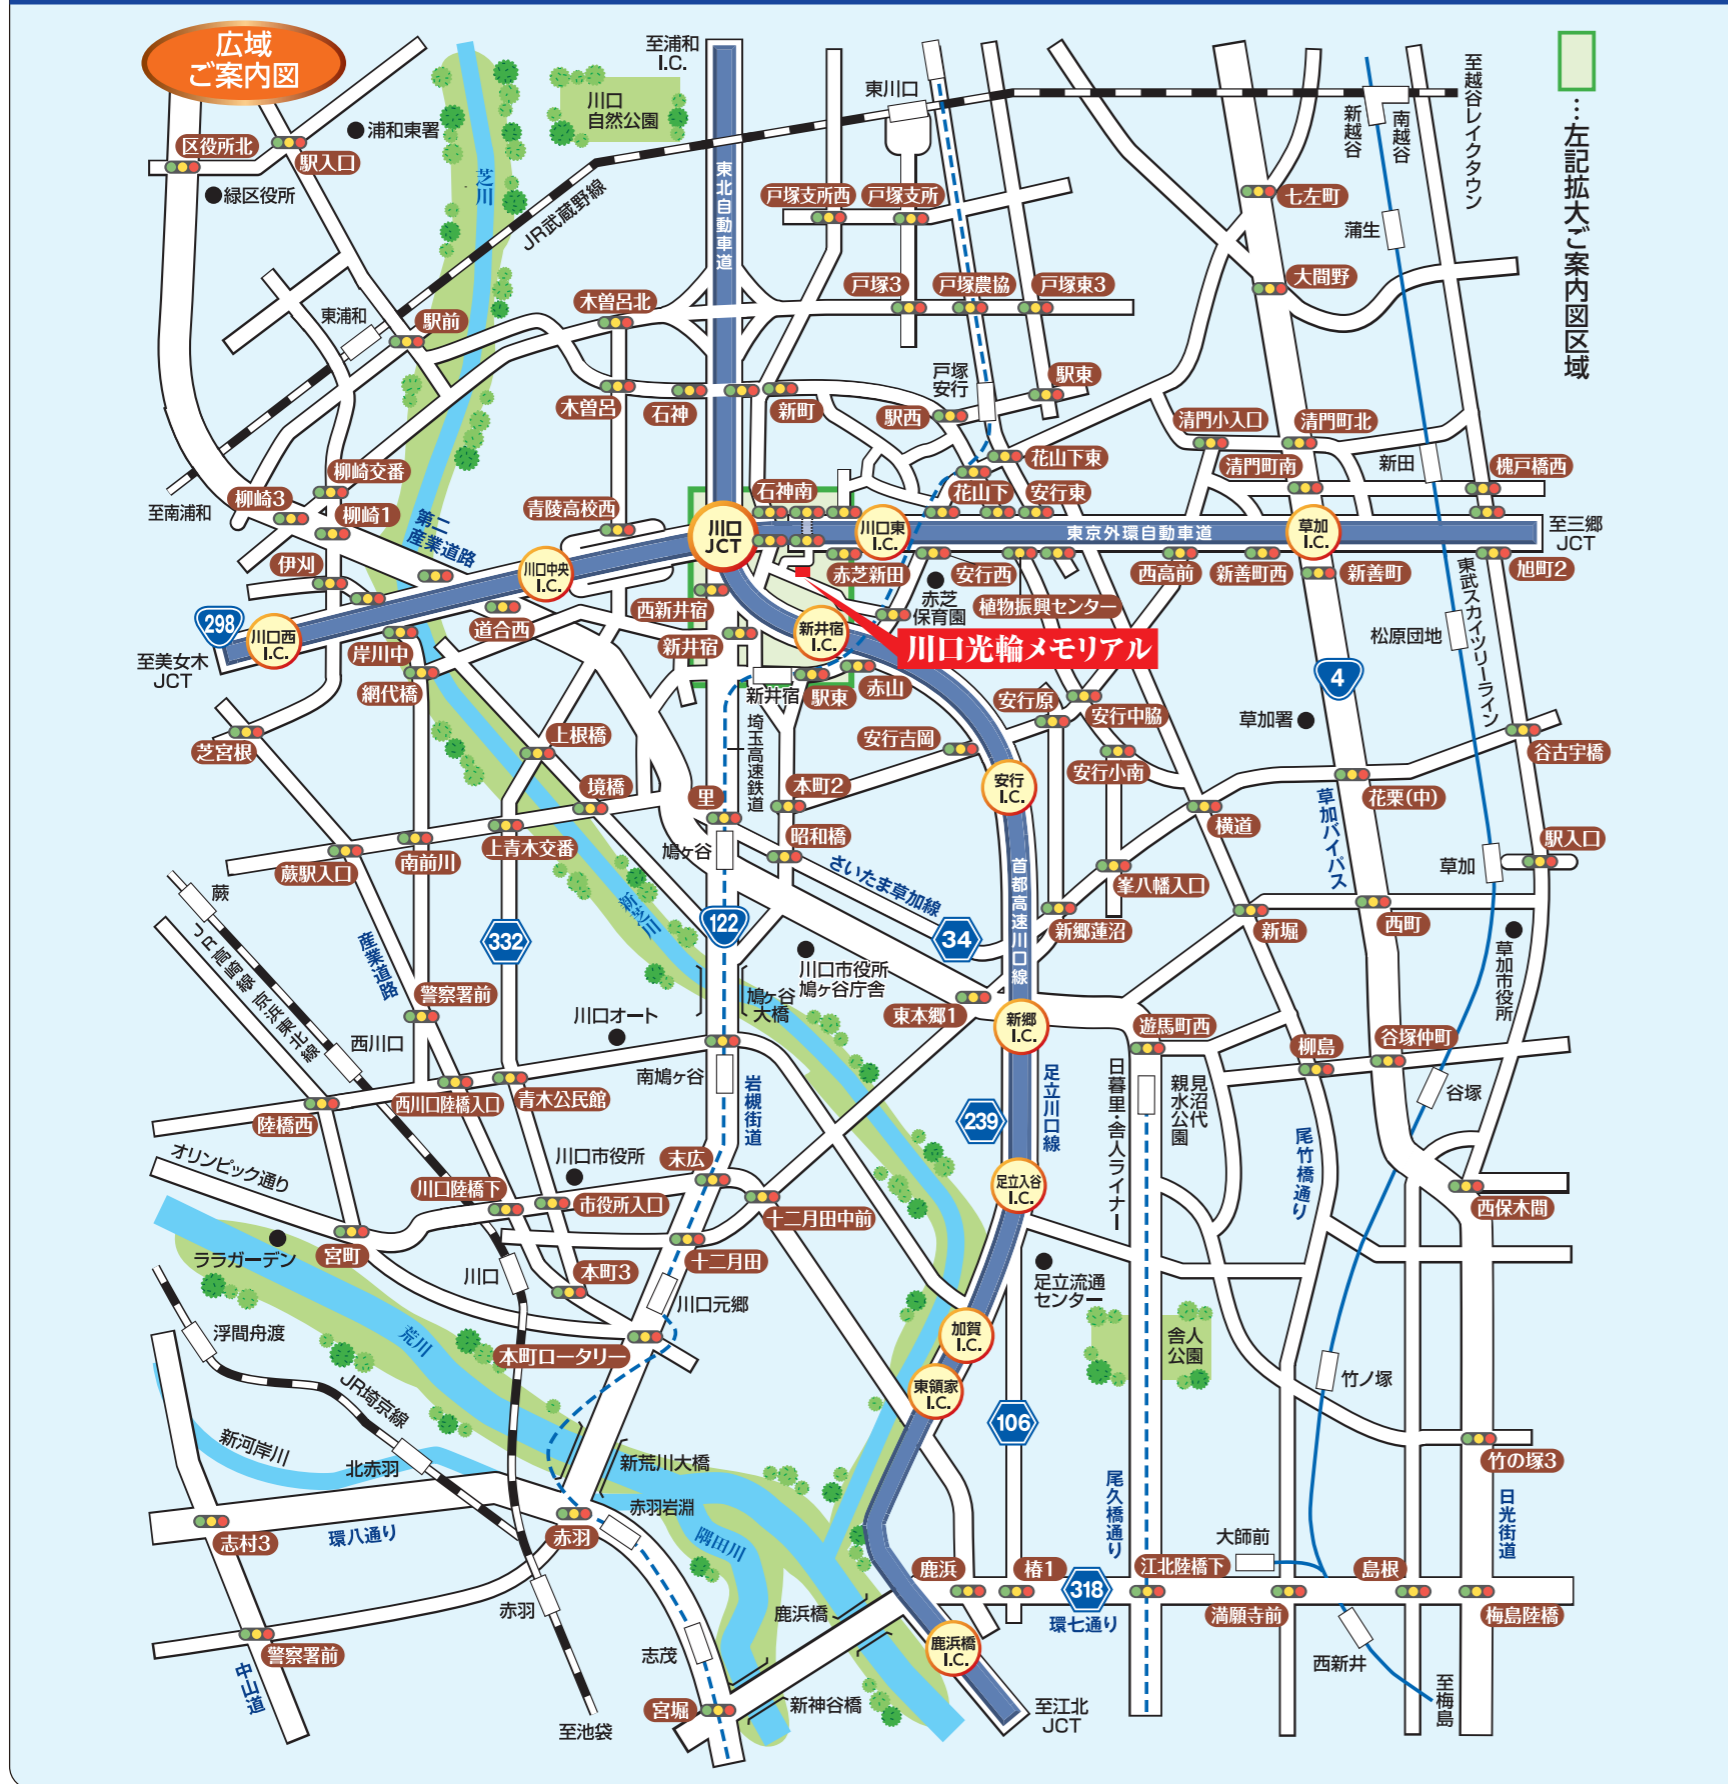 広域
ご案内図
至浦和
I.C.
川口
自然公園
東川口
至越谷レイクタウン
新越谷
南越谷
…左記拡大ご案内図区域
浦和東署
区役所北
駅入口
緑区役所
芝川
JR武蔵野線
東北自動車道
戸塚支所西
戸塚支所
七左町
蒲生
大間野
木曽呂北
戸塚3
戸塚農協
戸塚東3
東浦和
駅前
戸塚
安行
駅東
木曽呂
石神
新町
駅西
清門小入口
清門町北
花山下東
清門町南
新田
槐戸橋西
柳崎交番
柳崎3
柳崎1
至南浦和
第二
産業道路
青陵高校西
石神南
花山下
安行東
川口
JCT
川口東
I.C.
東京外環自動車道
草加
I.C.
至三郷
JCT
伊刈
川口中央
I.C.
赤芝新田
安行西
西高前
新善町西
新善町
旭町2
赤芝
保育園
植物振興センター
298
川口西
I.C.
至美女木
JCT
道合西
西新井宿
新井宿
新井宿
I.C.
川口光輪メモリアル
松原団地
東武スカイツリーライン
岸川中
網代橋
新井宿
駅東
赤山
安行原
安行中脇
4
草加署
芝宮根
上根橋
埼玉高速鉄道
安行吉岡
安行小南
谷古宇橋
境橋
里
本町2
安行
I.C.
花栗(中)
草加バイパス
蕨駅入口
南前川
上青木交番
鳩ヶ谷
昭和橋
横道
駅入口
草加
さいたま草加線
首都高速川口線
峯八幡入口
蕨
新芝川
122
34
新郷蓮沼
新堀
西町
332
産業道路
JR高崎線
京浜東北線
川口市役所
鳩ヶ谷庁舎
草加市役所
警察署前
川口オート
鳩ヶ谷
大橋
東本郷1
新郷
I.C.
遊馬町西
柳島
谷塚仲町
西川口
南鳩ヶ谷
岩槻街道
足立川口線
日暮里・舎人ライナー
見沼代
親水公園
谷塚
陸橋西
西川口陸橋入口
青木公民館
239
尾竹橋通り
オリンピック通り
川口市役所
末広
川口陸橋下
市役所入口
十二月田中前
足立入谷
I.C.
西保木間
ララガーデン
宮町
川口
本町3
十二月田
足立流通
センター
川口元郷
浮間舟渡
荒川
本町ロータリー
加賀
I.C.
舎人
公園
竹ノ塚
JR埼京線
東領家
I.C.
106
新河岸川
北赤羽
新荒川大橋
竹の塚3
赤羽岩淵
尾久橋通り
日光街道
志村3
環八通り
赤羽
隅田川
大師前
鹿浜
椿1
318
江北陸橋下
島根
環七通り
満願寺前
梅島陸橋
赤羽
鹿浜橋
警察署前
中山道
志茂
鹿浜橋
I.C.
西新井
至梅島
宮堀
新神谷橋
至江北
JCT
至池袋